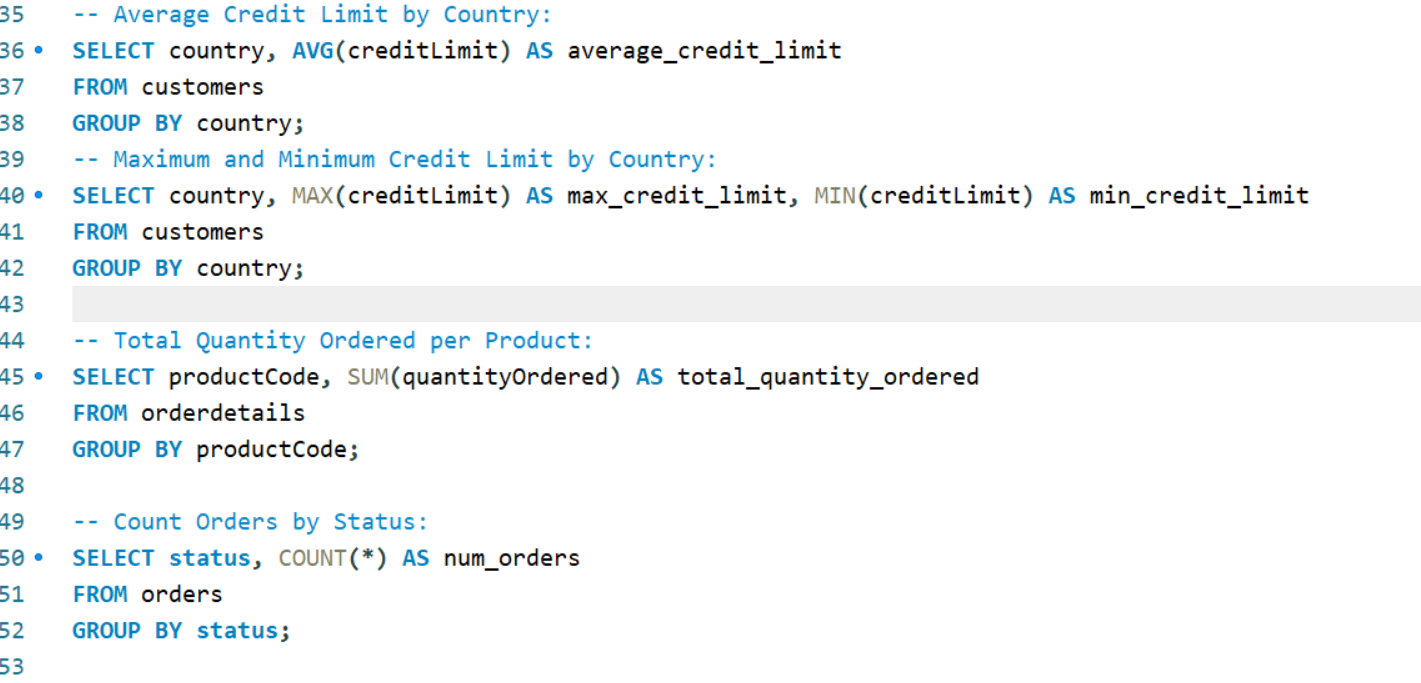 35 -- Average Credit Limit by Country:
36 • SELECT country, AVG(creditLimit) AS average_credit_limit
37 FROM customers
38 GROUP BY country;
39 -- Maximum and Minimum Credit Limit by Country:
40 • SELECT country, MAX(creditLimit) AS max_credit_limit, MIN(creditLimit) AS min_credit_limit
41 FROM customers
42 GROUP BY country;
43
44 -- Total Quantity Ordered per Product:
45 • SELECT productCode, SUM(quantityOrdered) AS total_quantity_ordered
46 FROM orderdetails
47 GROUP BY productCode;
48
49 -- Count Orders by Status:
50 • SELECT status, COUNT(*) AS num_orders
51 FROM orders
52 GROUP BY status;
53